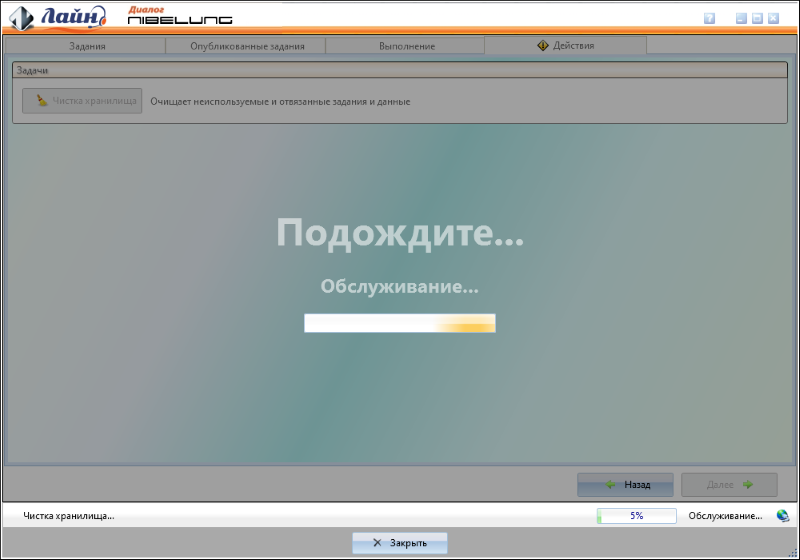 Лайн Диалог
NIBELUNG
Задания Опубликованные задания Выполнение Действия
Задачи
Чистка хранилища Очищает неиспользуемые и отвязанные задания и данные
Подождите...
Обслуживание...
Назад Далее
Чистка хранилища... 5% Обслуживание...
Закрыть